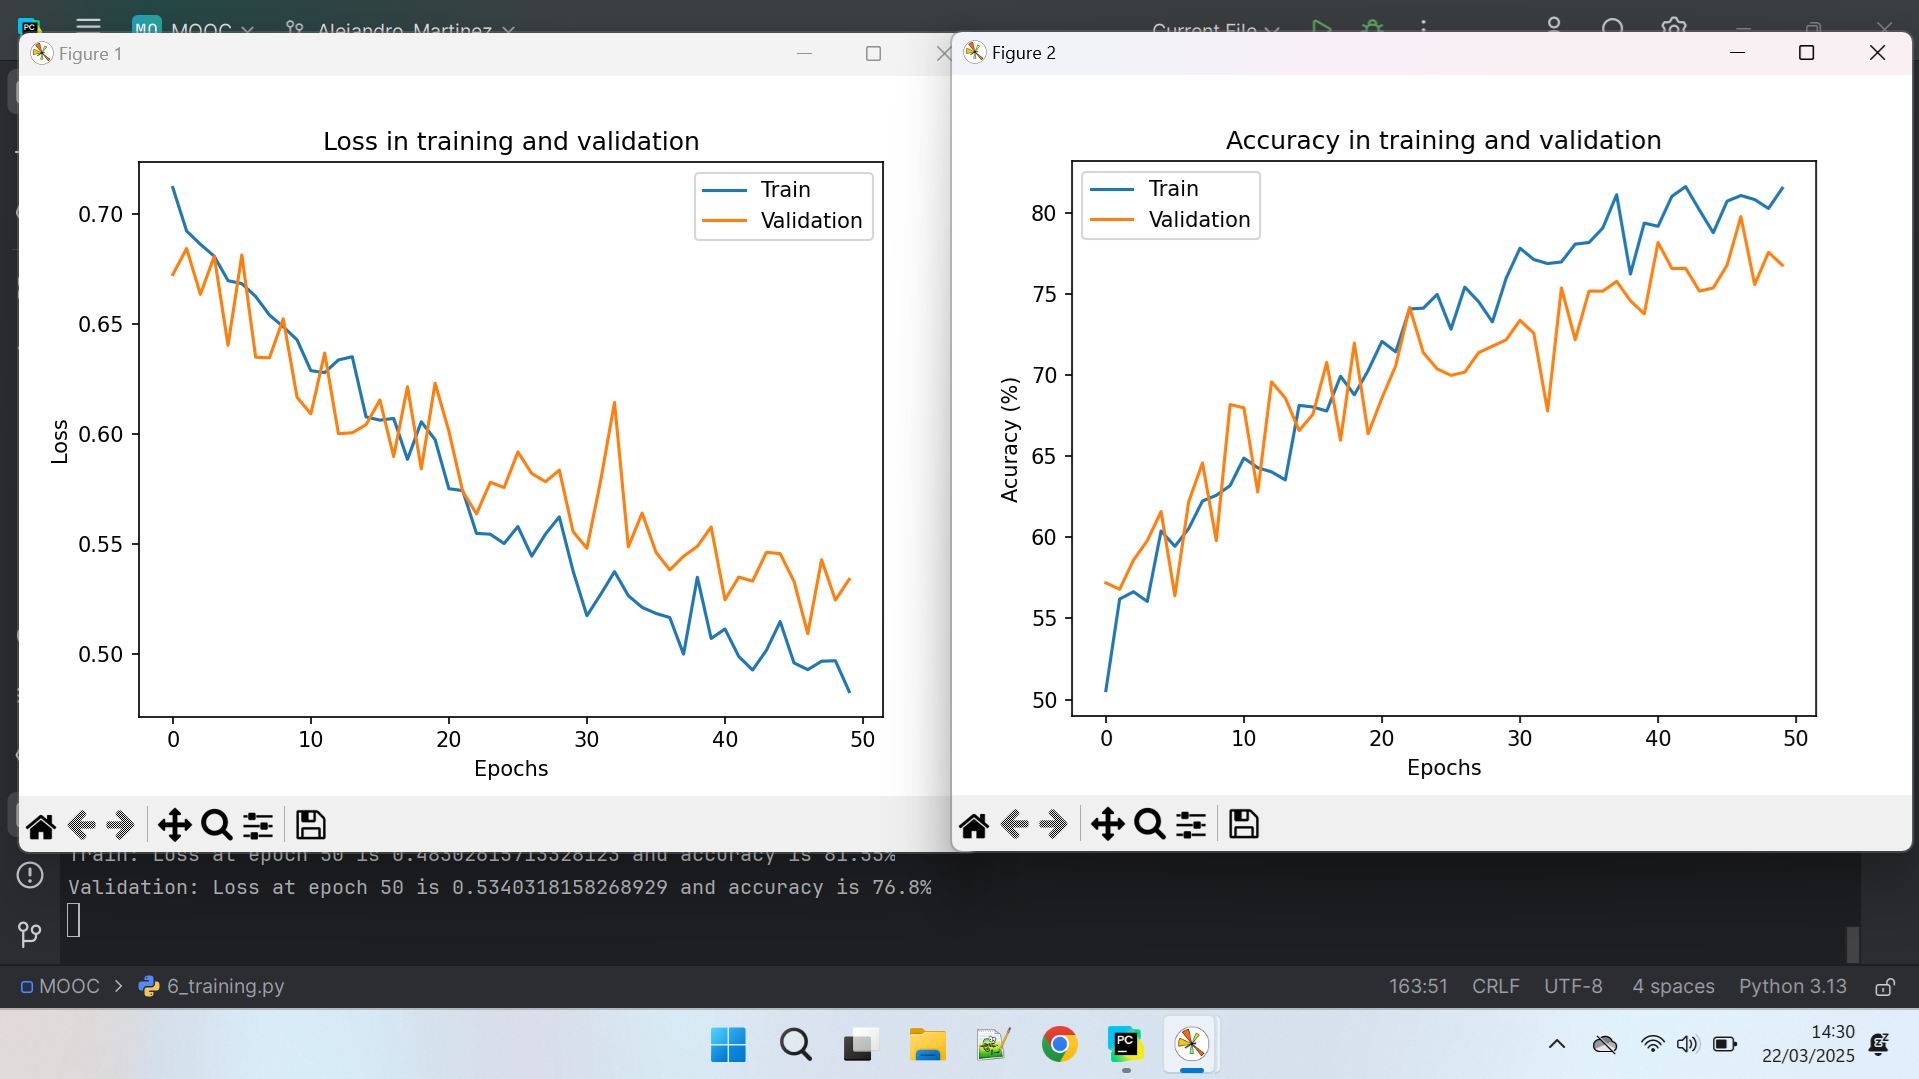 PC MO MOOC Alejandro_Martinez Current File
Figure 1
Loss in training and validation
Train
Validation
0.70
0.65
0.60
0.55
0.50
Loss
0 10 20 30 40 50
Epochs
Figure 2
Accuracy in training and validation
Train
Validation
80
75
70
65
60
55
50
Acuracy (%)
0 10 20 30 40 50
Epochs
Train: Loss at epoch 50 is 0.48302615713328123 and accuracy is 81.55%
Validation: Loss at epoch 50 is 0.5340318158268929 and accuracy is 76.8%
MOOC > 6_training.py 163:51 CRLF UTF-8 4 spaces Python 3.13
PC
14:30
22/03/2025